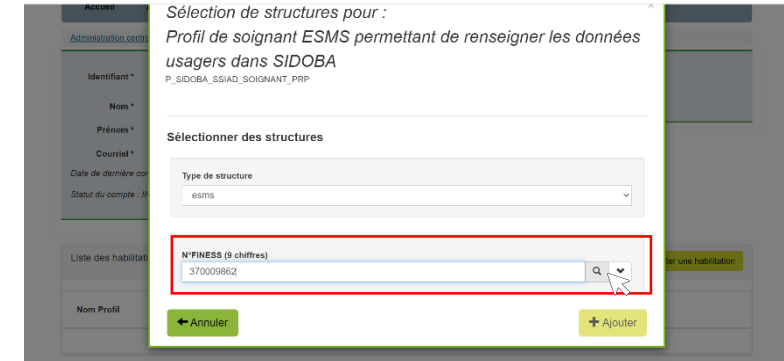 Accueil
Sélection de structures pour :
×
Profil de soignant ESMS permettant de renseigner les données
usagers dans SIDOBA
P_SIDOBA_SSIAD_SOIGNANT_PRP
Administration centr
Identifiant *
Nom *
Prénom *
Courriel *
Date de dernière con
Statut du compte : IN
Sélectionner des structures
Type de structure
esms
N°FINESS (9 chiffres)
370009862
Liste des habilitati
ter une habilitation
Nom Profil
Annuler
Ajouter